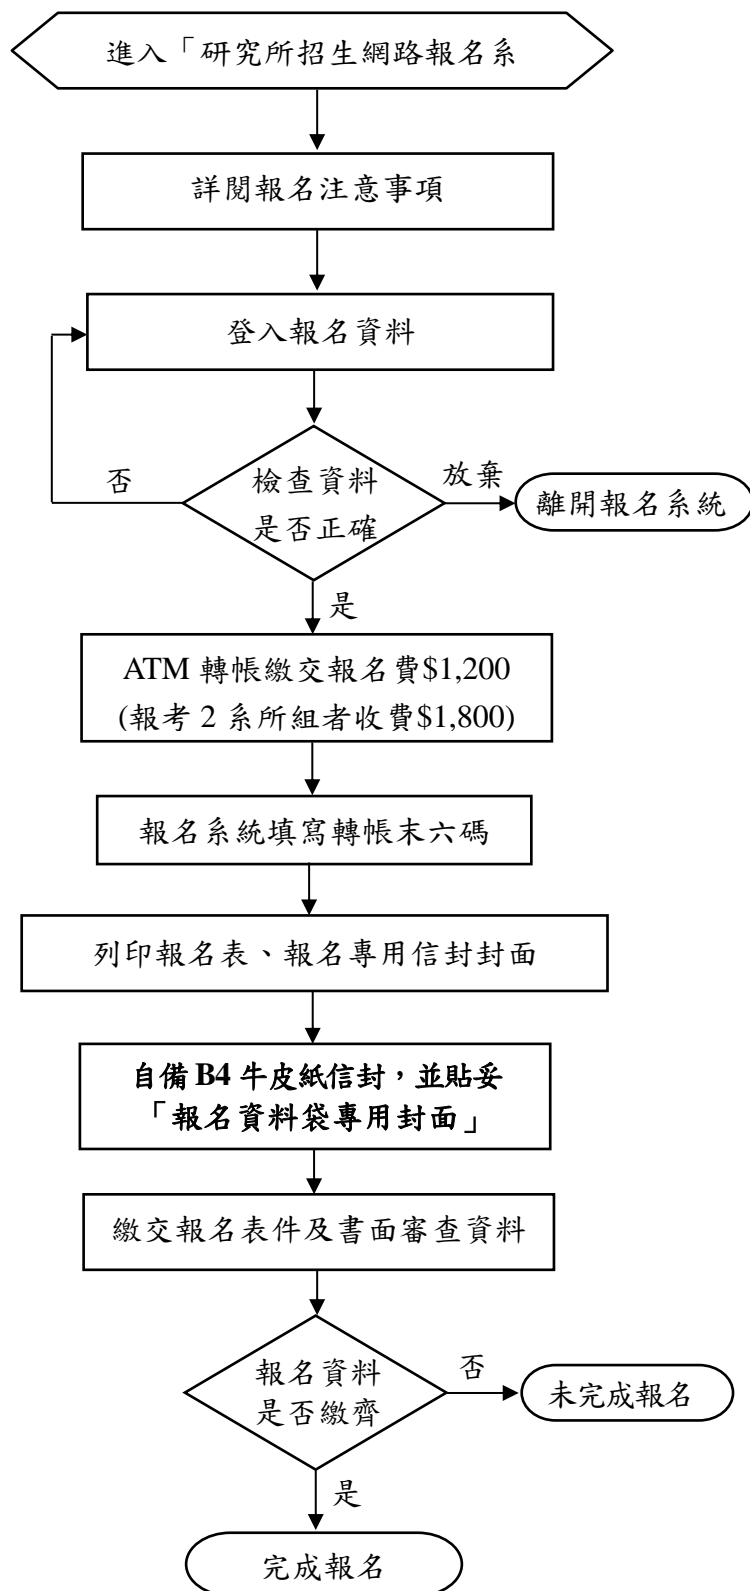 進入「研究所招生網路報名系
詳閱報名注意事項
登入報名資料
否
檢查資料
是否正確
放棄
離開報名系統
是
ATM 轉帳繳交報名費$1,200
(報考 2 系所組者收費$1,800)
報名系統填寫轉帳末六碼
列印報名表、報名專用信封封面
自備 B4 牛皮紙信封，並貼妥
「報名資料袋專用封面」
繳交報名表件及書面審查資料
報名資料
是否繳齊
否
未完成報名
是
完成報名